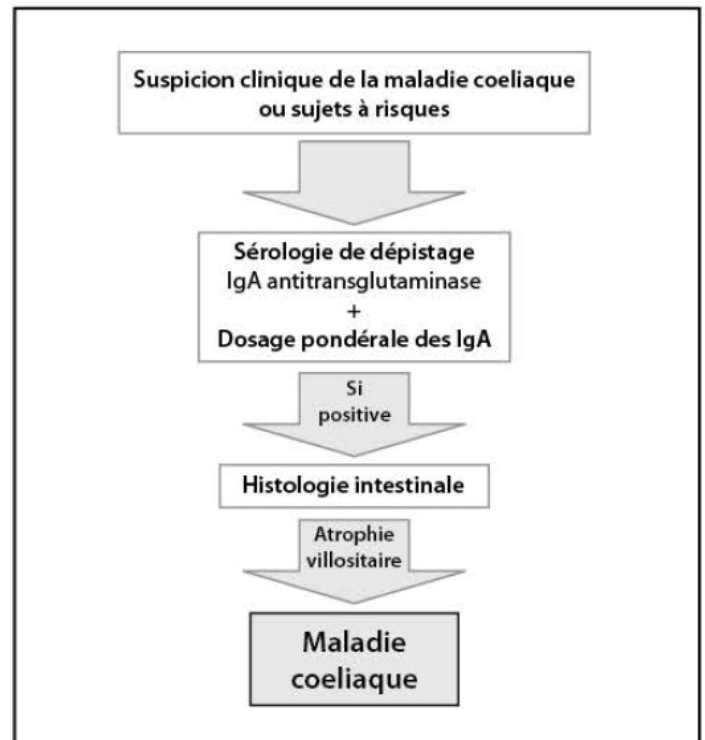 Suspicion clinique de la maladie coeliaque
ou sujets à risques
Sérologie de dépistage
IgA antitransglutaminase
+
Dosage pondérale des IgA
Si
positive
Histologie intestinale
Atrophie
villositaire
Maladie
coeliaque